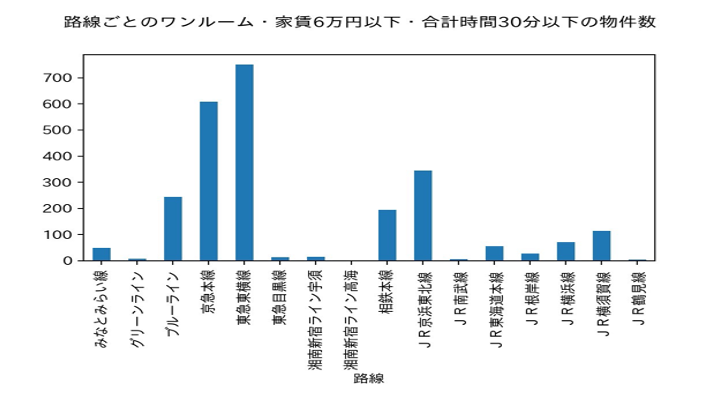 路線ごとのワンルーム・家賃6万円以下・合計時間30分以下の物件数
700
600
500
400
300
200
100
0
みなとみらい線
グリーンライン
ブルーライン
京急本線
東急東横線
東急目黒線
湘南新宿ライン宇須
湘南新宿ライン高海
相鉄本線
ＪＲ京浜東北線
ＪＲ南武線
ＪＲ東海道本線
ＪＲ根岸線
ＪＲ横浜線
ＪＲ横須賀線
ＪＲ鶴見線
路線